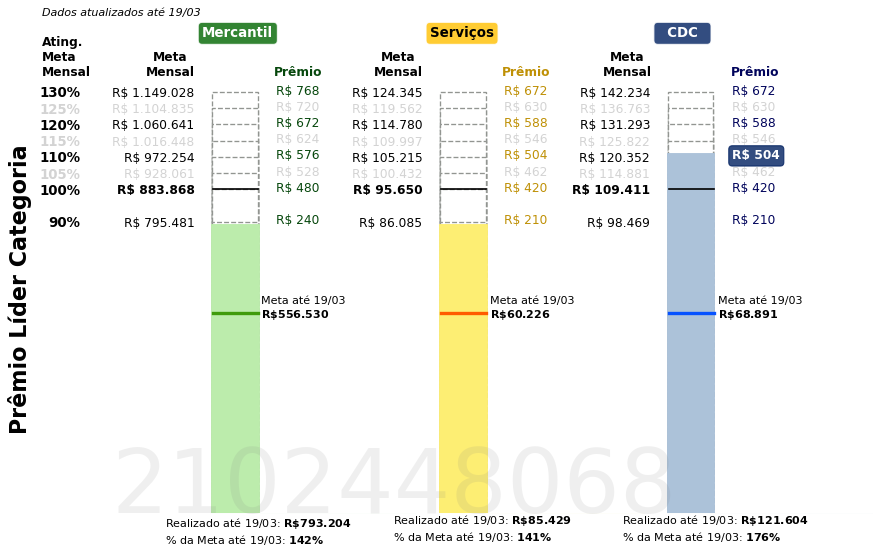 Dados atualizados até 19/03
Mercantil Serviços CDC
Ating. Meta Mensal Meta Mensal Prêmio Meta Mensal Prêmio Meta Mensal Prêmio
130% R$ 1.149.028 R$ 768 R$ 124.345 R$ 672 R$ 142.234 R$ 672
125% R$ 1.104.835 R$ 720 R$ 119.562 R$ 630 R$ 136.763 R$ 630
120% R$ 1.060.641 R$ 672 R$ 114.780 R$ 588 R$ 131.293 R$ 588
115% R$ 1.016.448 R$ 624 R$ 109.997 R$ 546 R$ 125.822 R$ 546
110% R$ 972.254 R$ 576 R$ 105.215 R$ 504 R$ 120.352 R$ 504
105% R$ 928.061 R$ 528 R$ 100.432 R$ 462 R$ 114.881 R$ 462
100% R$ 883.868 R$ 480 R$ 95.650 R$ 420 R$ 109.411 R$ 420
90% R$ 795.481 R$ 240 R$ 86.085 R$ 210 R$ 98.469 R$ 210
Prêmio Líder Categoria
Meta até 19/03 Meta até 19/03 Meta até 19/03
R$556.530 R$60.226 R$68.891
2102448068
Realizado até 19/03: R$793.204 Realizado até 19/03: R$85.429 Realizado até 19/03: R$121.604
% da Meta até 19/03: 142% % da Meta até 19/03: 141% % da Meta até 19/03: 176%